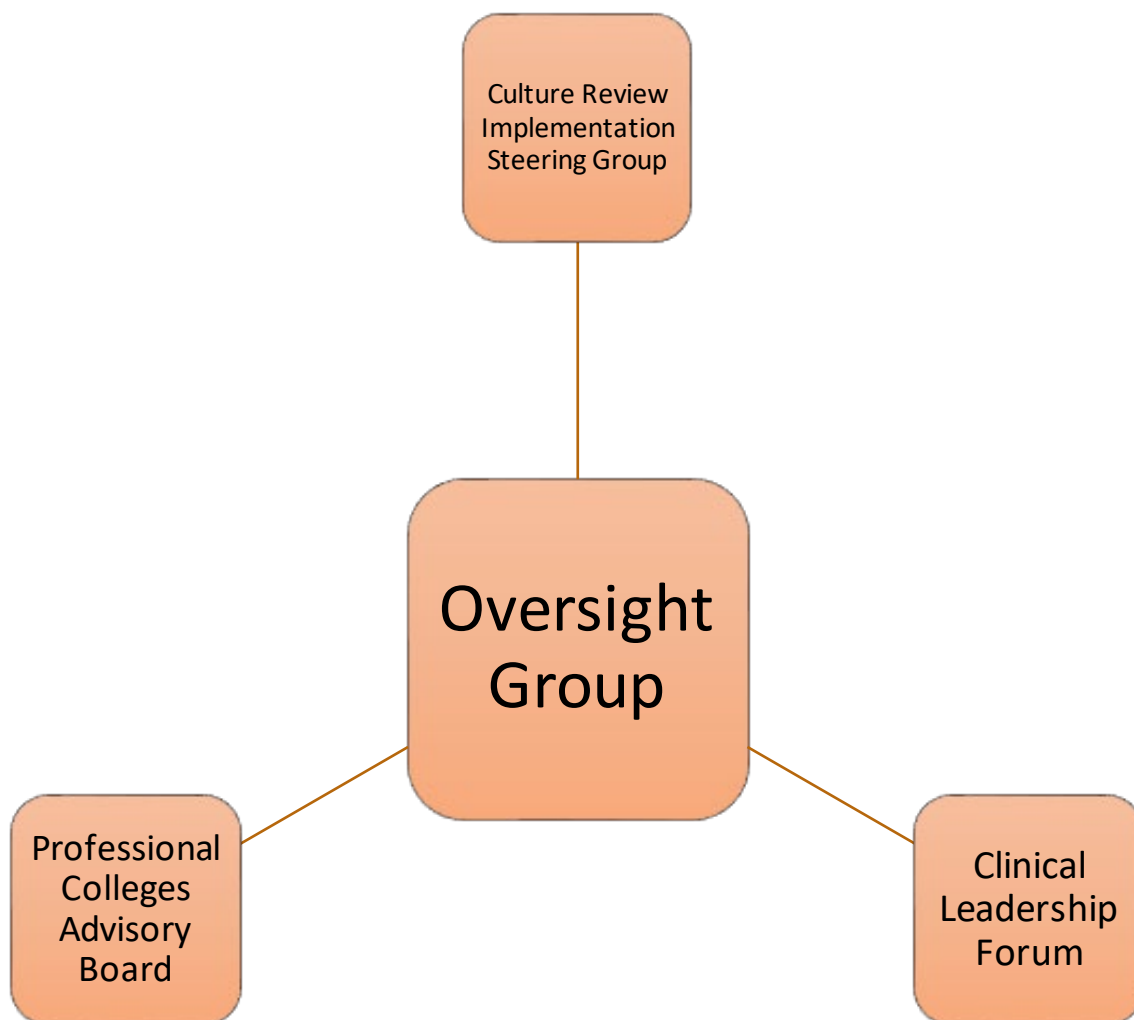 Culture Review
Implementation
Steering Group
Oversight
Group
Professional
Colleges
Advisory
Board
Clinical
Leadership
Forum